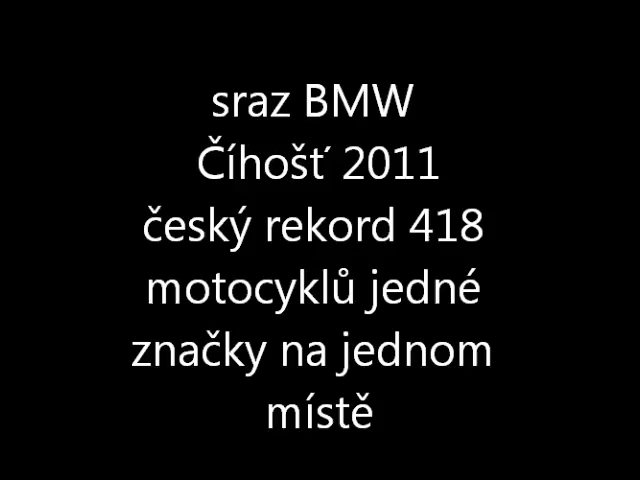 sraz BMW
Číhošť 2011
český rekord 418
motocyklů jedné
značky na jednom
místě